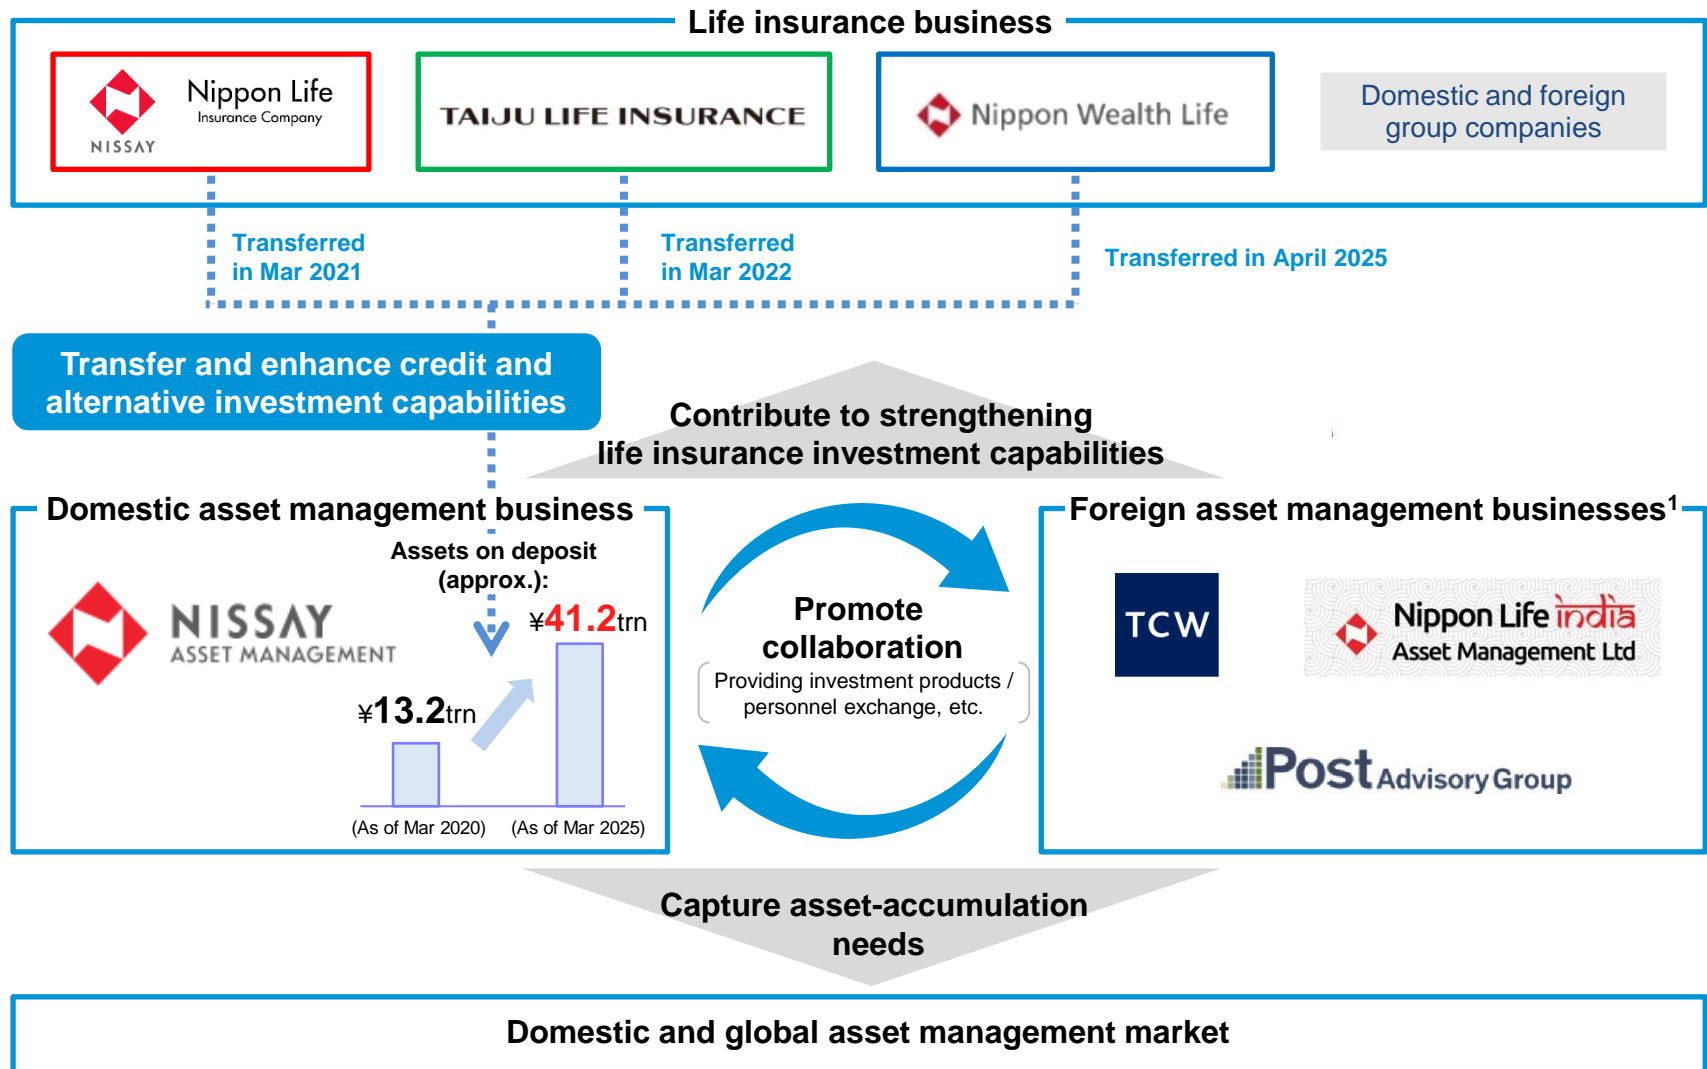 Life insurance business
Nippon Life
Insurance Company
NISSAY
TAIJU LIFE INSURANCE
Nippon Wealth Life
Domestic and foreign
group companies
Transferred
in Mar 2021
Transferred
in Mar 2022
Transferred in April 2025
Transfer and enhance credit and
alternative investment capabilities
Contribute to strengthening
life insurance investment capabilities
Domestic asset management business
Assets on deposit
(approx.):
NISSAY
ASSET MANAGEMENT
¥41.2trn
¥13.2trn
(As of Mar 2020)
(As of Mar 2025)
Promote
collaboration
Providing investment products /
personnel exchange, etc.
Foreign asset management businesses¹
TCW
Nippon Life india
Asset Management Ltd
Post Advisory Group
Capture asset-accumulation
needs
Domestic and global asset management market